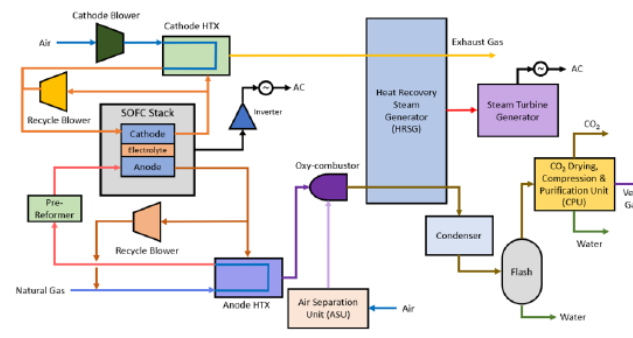 Cathode Blower
Cathode HTX
Air
Exhaust Gas
Recycle Blower
SOFC Stack
Cathode
Electrolyte
Anode
AC
Inverter
Heat Recovery
Steam
Generator
(HRSG)
AC
Steam Turbine
Generator
CO2
Oxy-combustor
CO2 Drying,
Compression &
Purification Unit
(CPU)
Pre-
Reformer
Recycle Blower
Condenser
Water
Flash
Natural Gas
Anode HTX
Air Separation
Unit (ASU)
Air
Water